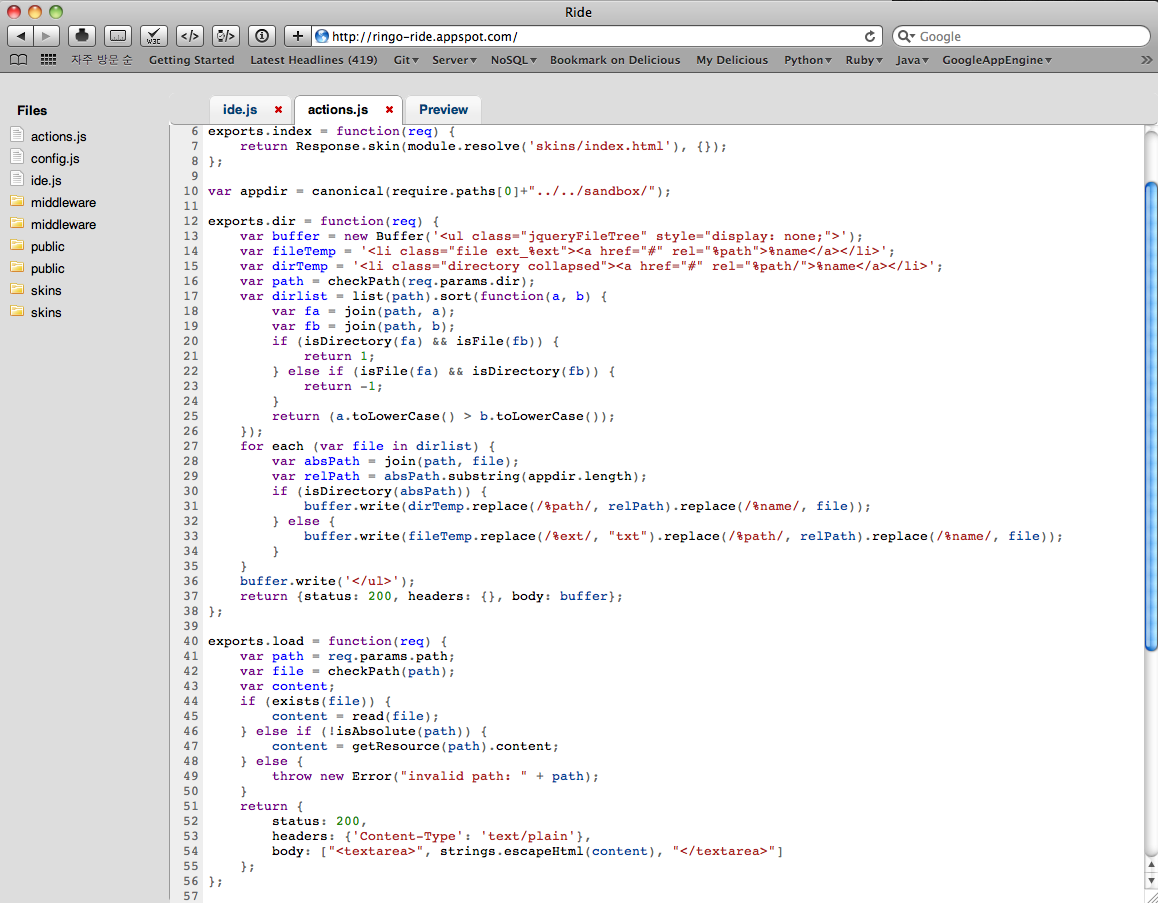 Ride
W3C
</>
http://ringo-ride.appspot.com/
Google
자주 방문 순
Getting Started
Latest Headlines (419)
Git
Server
NoSQL
Bookmark on Delicious
My Delicious
Python
Ruby
Java
GoogleAppEngine
Files
actions.js
config.js
ide.js
middleware
middleware
public
public
skins
skins
ide.js
actions.js
Preview
6 exports.index = function(req) {
7     return Response.skin(module.resolve('skins/index.html'), {});
8 };
9
10 var appdir = canonical(require.paths[0]+"../../sandbox/");
11
12 exports.dir = function(req) {
13     var buffer = new Buffer('<ul class="jqueryFileTree" style="display: none;">');
14     var fileTemp = '<li class="file ext_%ext"><a href="#" rel="%path">%name</a></li>';
15     var dirTemp = '<li class="directory collapsed"><a href="#" rel="%path/">%name</a></li>';
16     var path = checkPath(req.params.dir);
17     var dirlist = list(path).sort(function(a, b) {
18         var fa = join(path, a);
19         var fb = join(path, b);
20         if (isDirectory(fa) && isFile(fb)) {
21             return 1;
22         } else if (isFile(fa) && isDirectory(fb)) {
23             return -1;
24         }
25         return (a.toLowerCase() > b.toLowerCase());
26     });
27     for each (var file in dirlist) {
28         var absPath = join(path, file);
29         var relPath = absPath.substring(appdir.length);
30         if (isDirectory(absPath)) {
31             buffer.write(dirTemp.replace(/%path/, relPath).replace(/%name/, file));
32         } else {
33             buffer.write(fileTemp.replace(/%ext/, "txt").replace(/%path/, relPath).replace(/%name/, file));
34         }
35     }
36     buffer.write('</ul>');
37     return {status: 200, headers: {}, body: buffer};
38 };
39
40 exports.load = function(req) {
41     var path = req.params.path;
42     var file = checkPath(path);
43     var content;
44     if (exists(file)) {
45         content = read(file);
46     } else if (!isAbsolute(path)) {
47         content = getResource(path).content;
48     } else {
49         throw new Error("invalid path: " + path);
50     }
51     return {
52         status: 200,
53         headers: {'Content-Type': 'text/plain'},
54         body: ["<textarea>", strings.escapeHtml(content), "</textarea>"]
55     };
56 };
57